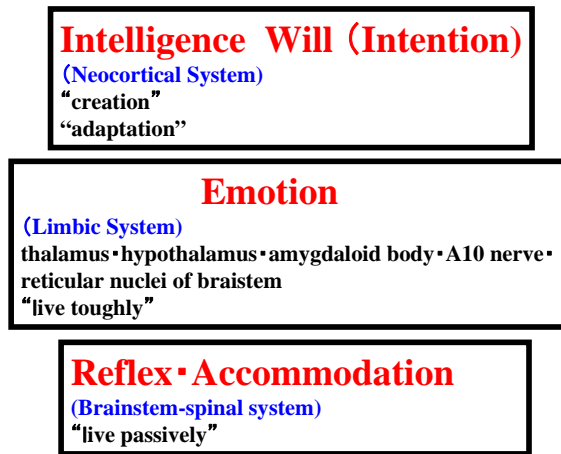 Intelligence Will (Intention)
(Neocortical System)
“creation”
“adaptation”
Emotion
(Limbic System)
thalamus・hypothalamus・amygdaloid body・A10 nerve・
reticular nuclei of braistem
“live toughly”
Reflex・Accommodation
(Brainstem-spinal system)
“live passively”